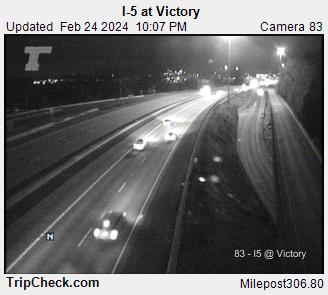 I-5 at Victory
Updated Feb 24 2024 10:07 PM Camera 83
T
N
83 - I5 @ Victory
TripCheck.com Milepost306.80